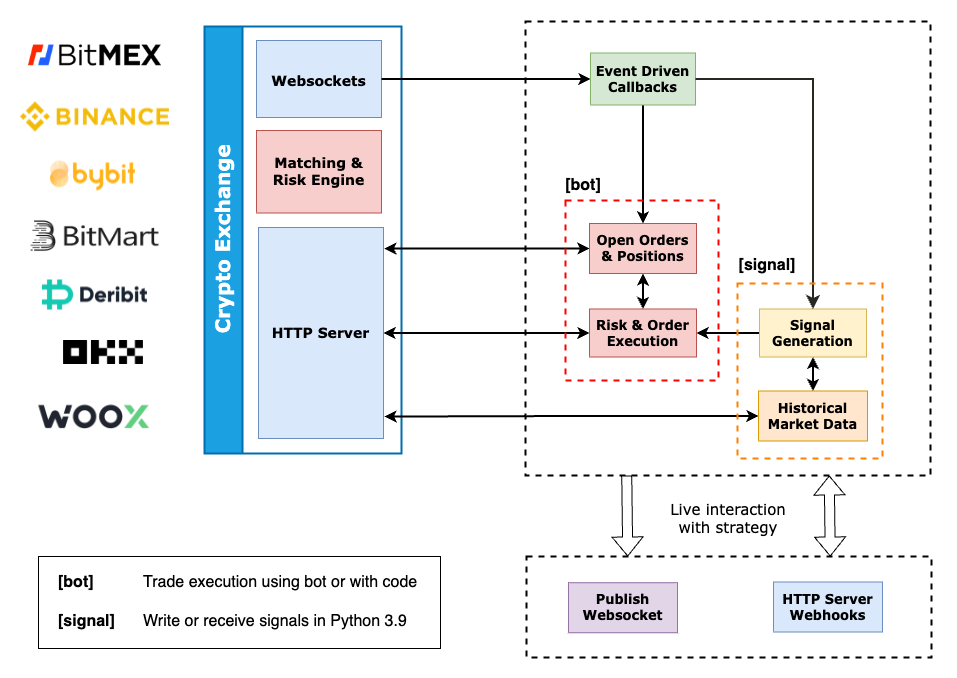 BitMEX
BINANCE
bybit
BitMart
Deribit
OKX
WOOX
Crypto Exchange
Websockets
Matching &
Risk Engine
HTTP Server
Event Driven
Callbacks
[bot]
Open Orders
& Positions
Risk & Order
Execution
[signal]
Signal
Generation
Historical
Market Data
Live interaction
with strategy
Publish
Websocket
HTTP Server
Webhooks
[bot] Trade execution using bot or with code
[signal] Write or receive signals in Python 3.9